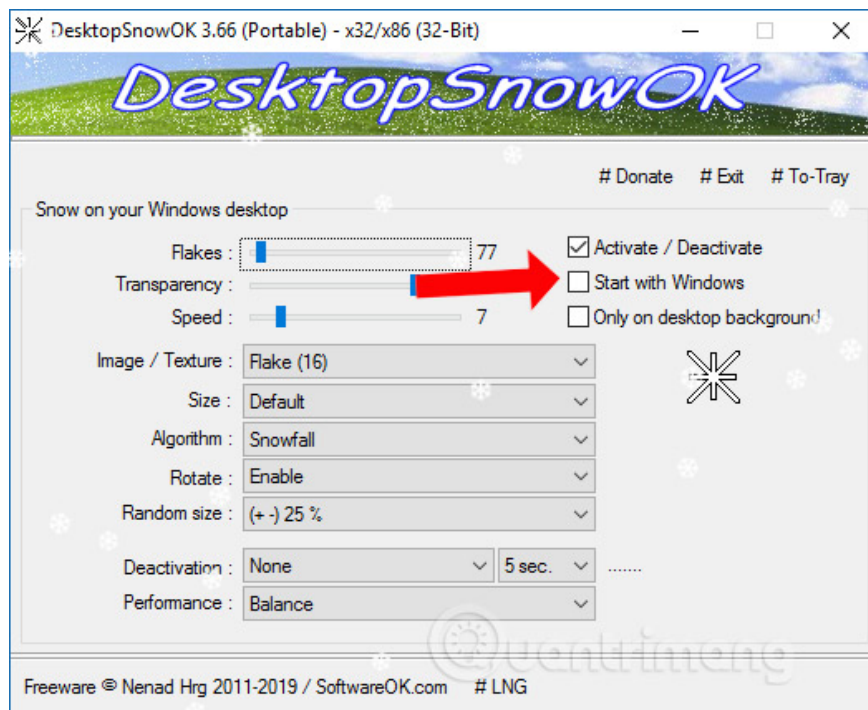 DesktopSnowOK 3.66 (Portable) - x32/x86 (32-Bit)
DesktopSnowOK
# Donate # Exit # To-Tray
Snow on your Windows desktop
Flakes : 77
Activate / Deactivate
Transparency :
Start with Windows
Speed : 7
Only on desktop background
Image / Texture : Flake (16)
Size : Default
Algorithm : Snowfall
Rotate : Enable
Random size : (+ -) 25 %
Deactivation : None 5 sec. .......
Performance : Balance
Quantrimang
Freeware © Nenad Hrg 2011-2019 / SoftwareOK.com # LNG